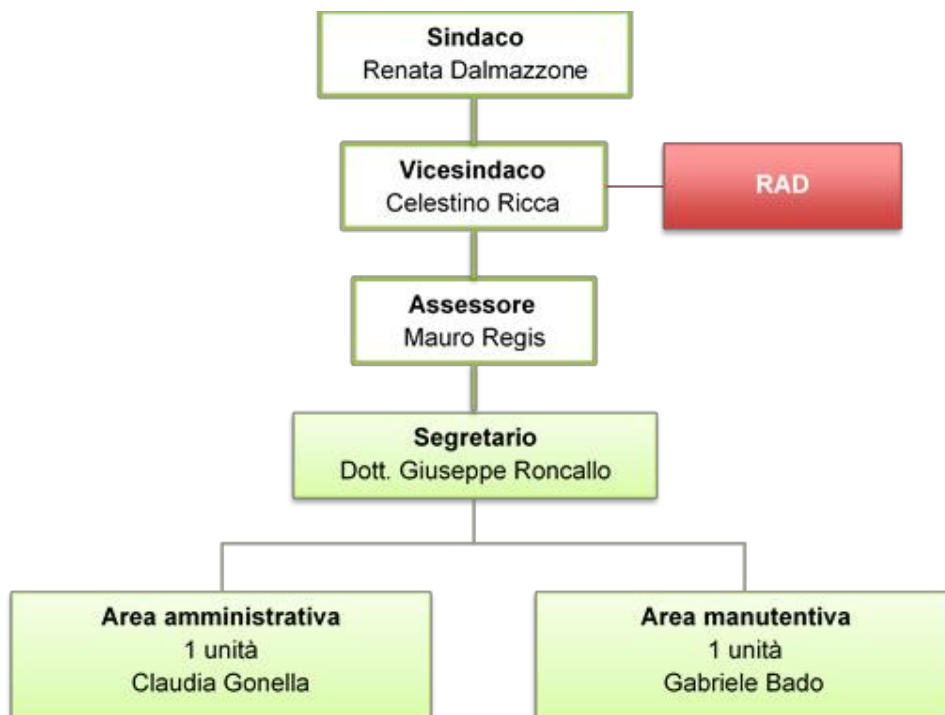 Sindaco
Renata Dalmazzone
Vicesindaco
Celestino Ricca
RAD
Assessore
Mauro Regis
Segretario
Dott. Giuseppe Roncallo
Area amministrativa
1 unità
Claudia Gonella
Area manutentiva
1 unità
Gabriele Bado